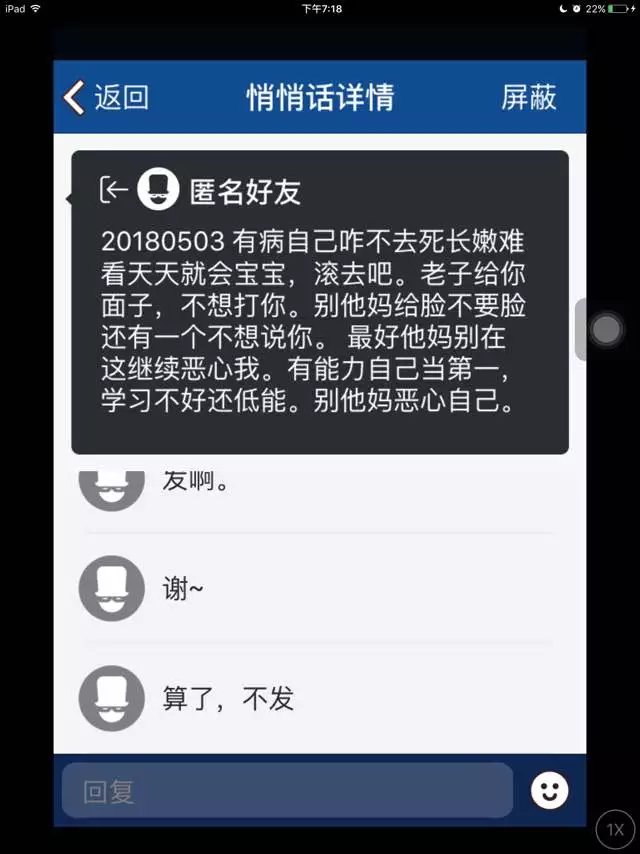 iPad 下午7:18 22%
返回 悄悄话详情 屏蔽
匿名好友
20180503 有病自己咋不去死长嫩难
看天天就会宝宝，滚去吧。老子给你
面子，不想打你。别他妈给脸不要脸
还有一个不想说你。 最好他妈别在
这继续恶心我。有能力自己当第一，
学习不好还低能。别他妈恶心自己。
发啊。
谢~
算了，不发
回复
1X